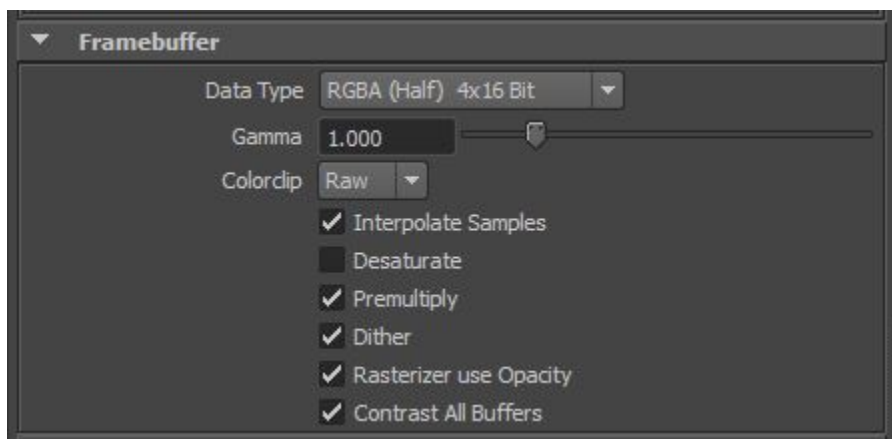 Framebuffer
Data Type RGBA (Half) 4x16 Bit
Gamma 1.000
Colorclip Raw
Interpolate Samples
Desaturate
Premultiply
Dither
Rasterizer use Opacity
Contrast All Buffers